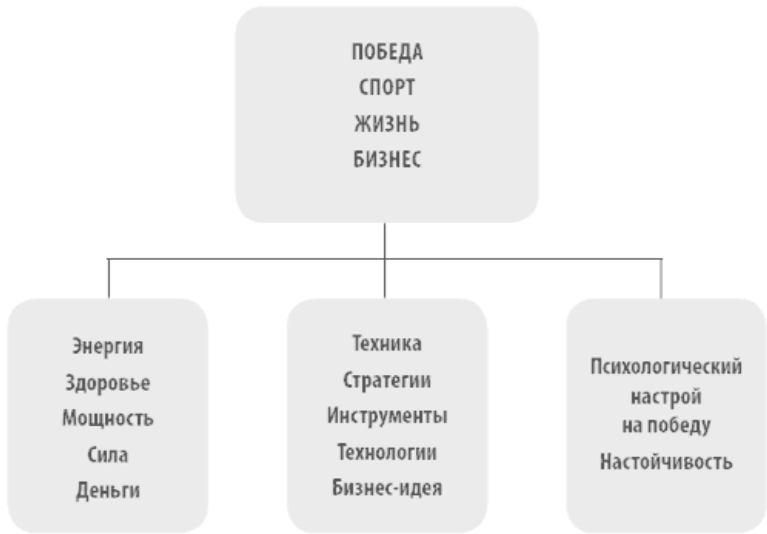 ПОБЕДА
СПОРТ
ЖИЗНЬ
БИЗНЕС
Энергия
Здоровье
Мощность
Сила
Деньги
Техника
Стратегии
Инструменты
Технологии
Бизнес-идея
Психологический
настрой
на победу
Настойчивость